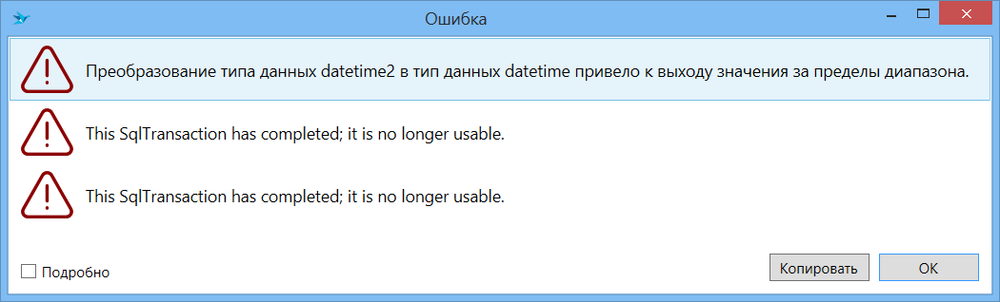 Ошибка
Преобразование типа данных datetime2 в тип данных datetime привело к выходу значения за пределы диапазона.
This SqlTransaction has completed; it is no longer usable.
This SqlTransaction has completed; it is no longer usable.
Подробно
Копировать
ОК